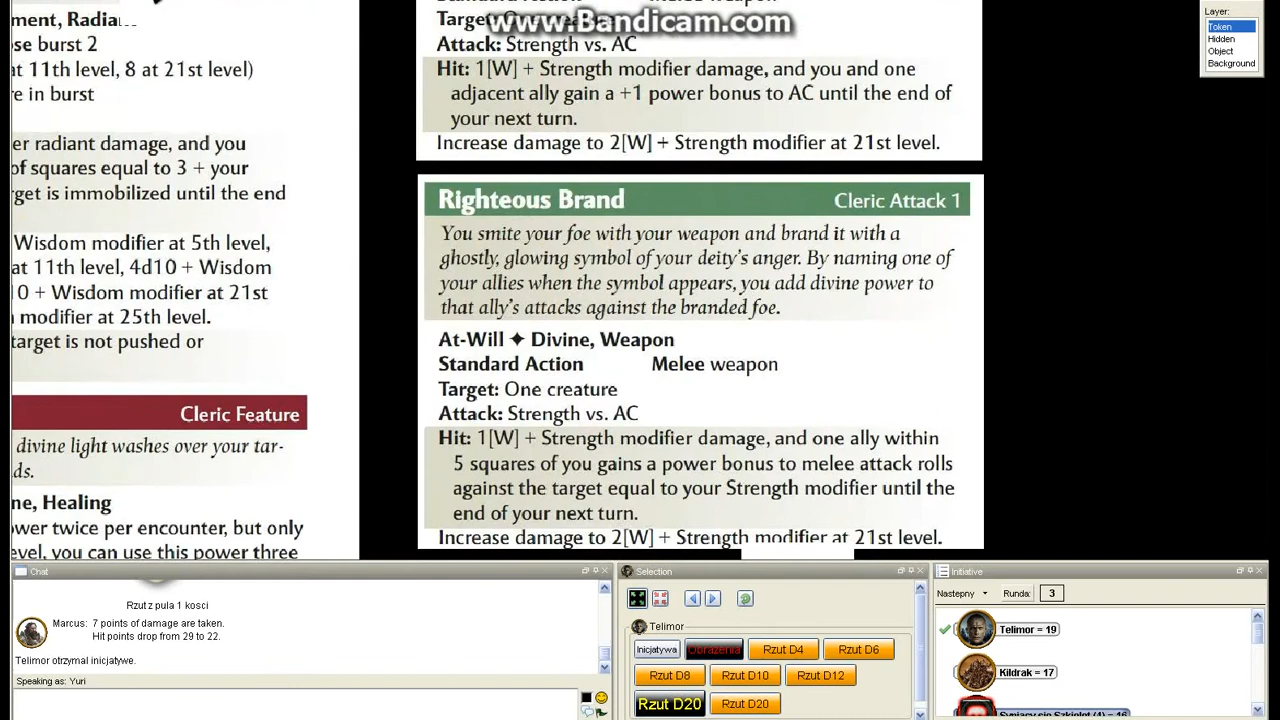 www.Bandicam.com
ment, Radia
ose burst 2
at 11th level, 8 at 21st level)
re in burst
er radiant damage, and you
of squares equal to 3 + your
rget is immobilized until the end
Wisdom modifier at 5th level,
at 11th level, 4d10 + Wisdom
10 + Wisdom modifier at 21st
modifier at 25th level.
target is not pushed or
Cleric Feature
divine light washes over your tar-
ds.
ne, Healing
ower twice per encounter, but only
level, you can use this power three
Target: One
Attack: Strength vs. AC
Hit: 1[W] + Strength modifier damage, and you and one
adjacent ally gain a +1 power bonus to AC until the end of
your next turn.
Increase damage to 2[W] + Strength modifier at 21st level.
Righteous Brand Cleric Attack 1
You smite your foe with your weapon and brand it with a
ghostly, glowing symbol of your deity's anger. By naming one of
your allies when the symbol appears, you add divine power to
that ally's attacks against the branded foe.
At-Will ✦ Divine, Weapon
Standard Action Melee weapon
Target: One creature
Attack: Strength vs. AC
Hit: 1[W] + Strength modifier damage, and one ally within
5 squares of you gains a power bonus to melee attack rolls
against the target equal to your Strength modifier until the
end of your next turn.
Increase damage to 2[W] + Strength modifier at 21st level.
Layer:
Token
Hidden
Object
Background
Chat
Rzut z pula 1 kosci
Marcus: 7 points of damage are taken.
Hit points drop from 29 to 22.
Telimor otrzymal inicjatywe.
Speaking as: Yuri
Selection
Telimor
Inicjatywa Obrażenia Rzut D4 Rzut D6
Rzut D8 Rzut D10 Rzut D12
Rzut D20 Rzut D20
Initiative
Nastepny Runda: 3
Telimor = 19
Kildrak = 17
Szkielet (4) = 16